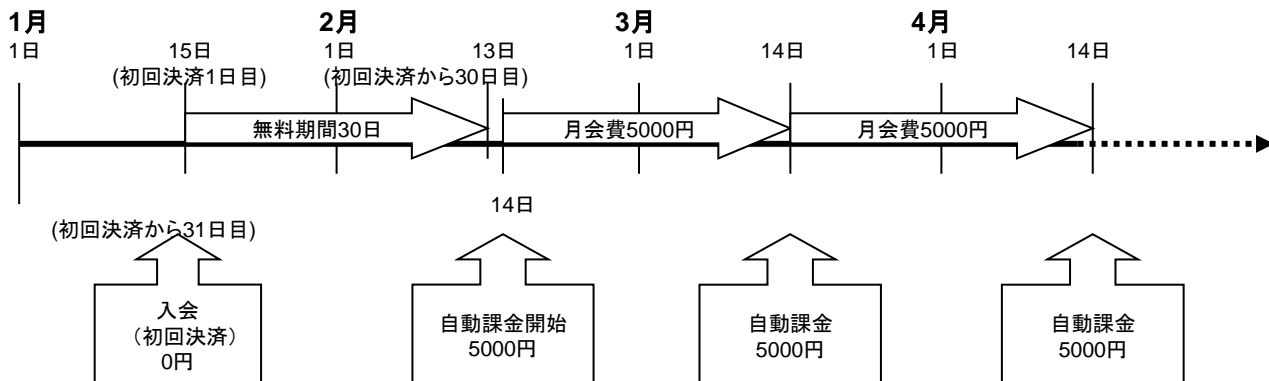 1月
2月
3月
4月
1日
15日
1日
13日
1日
14日
1日
14日
(初回決済1日目)
(初回決済から30日目)
無料期間30日
月会費5000円
月会費5000円
14日
(初回決済から31日目)
入会
（初回決済）
0円
自動課金開始
5000円
自動課金
5000円
自動課金
5000円